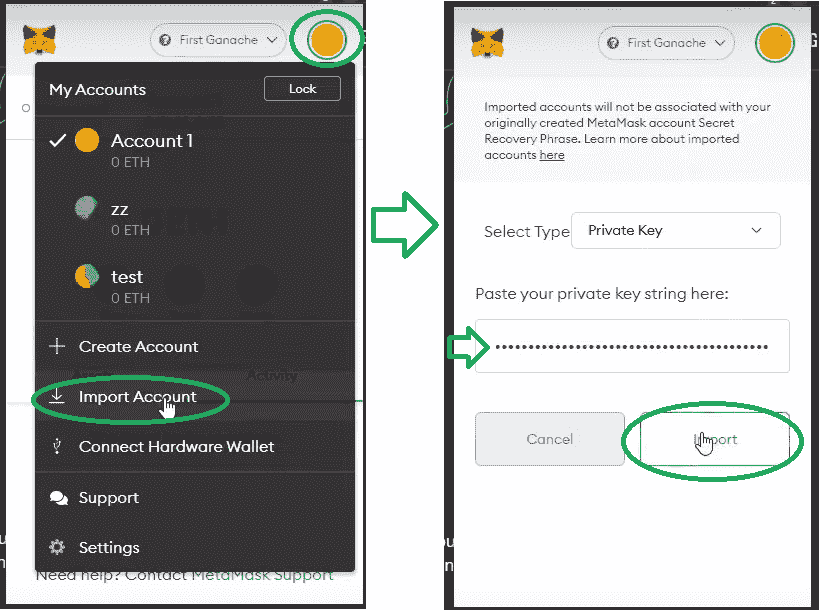 First Ganache
My Accounts
Lock
Account 1
0 ETH
zz
0 ETH
test
0 ETH
Create Account
Activity
Import Account
Connect Hardware Wallet
Support
Settings
Need help? Contact MetaMask Support
First Ganache
Imported accounts will not be associated with your
originally created MetaMask account Secret
Recovery Phrase. Learn more about imported
accounts here
Select Type
Private Key
Paste your private key string here:
Cancel
Import